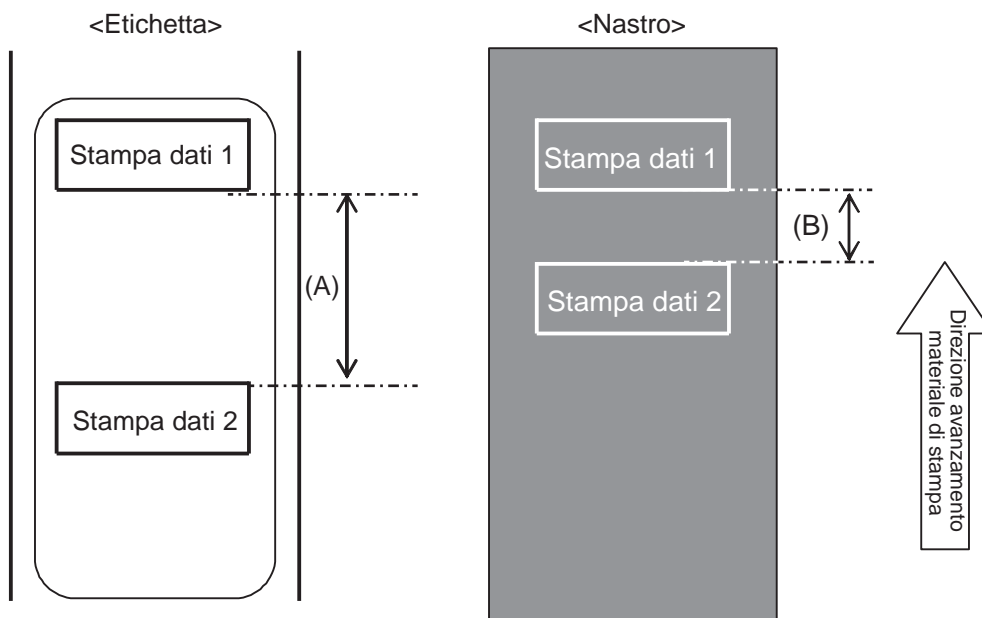 <Etichetta>
Stampa dati 1
(A)
Stampa dati 2
<Nastro>
Stampa dati 1
(B)
Stampa dati 2
Direzione avanzamento
materiale di stampa